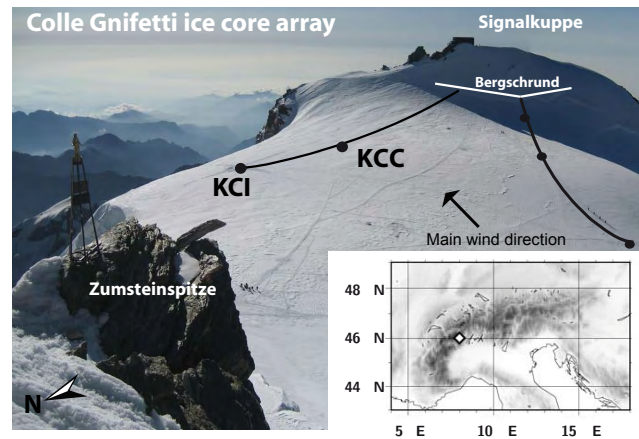 Colle Gnifetti ice core array
Signalkuppe
Bergschrund
KCC
KCI
Main wind direction
Zumsteinspitze
N
48 N
46 N
44 N
5 E 10 E 15 E